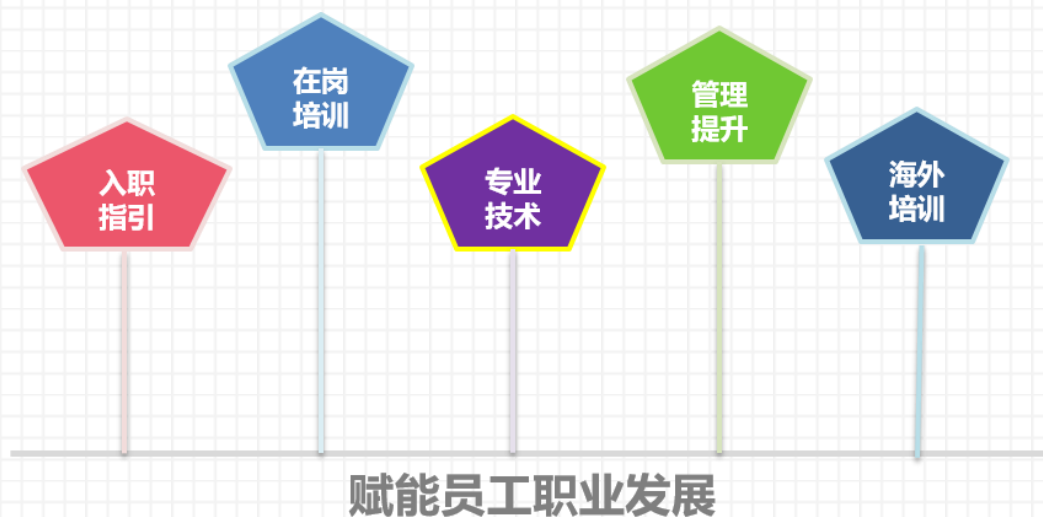 入职
指引
在岗
培训
专业
技术
管理
提升
海外
培训
赋能员工职业发展